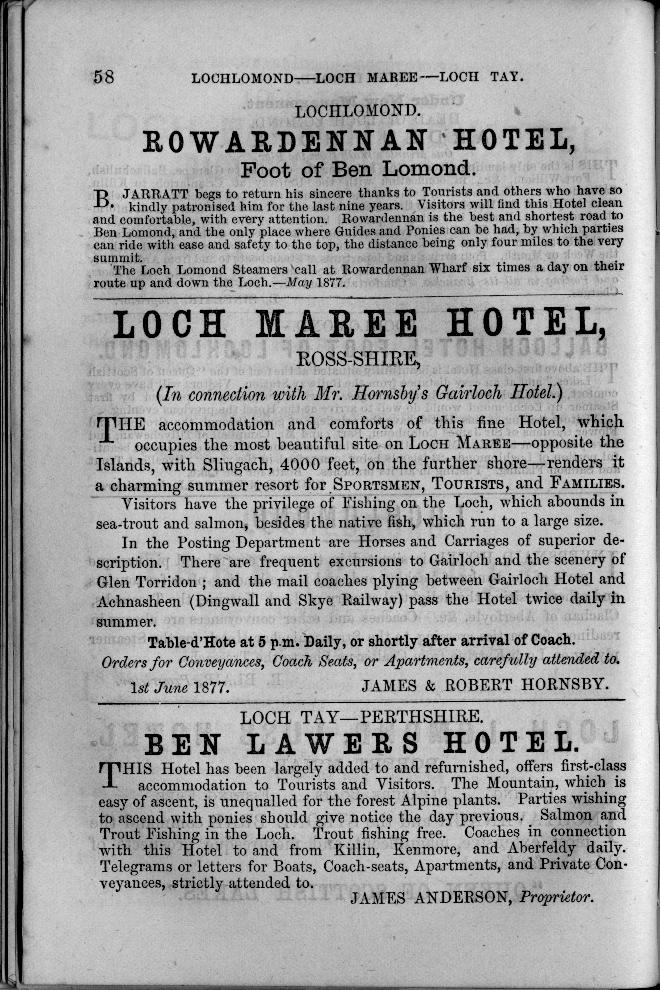 58 LOCHLOMOND—LOCH MAREE—LOCH TAY.
LOCHLOMOND.
ROWARDENNAN HOTEL,
Foot of Ben Lomond.
B. JARRATT begs to return his sincere thanks to Tourists and others who have so
kindly patronised him for the last nine years. Visitors will find this Hotel clean
and comfortable, with every attention. Rowardennan is the best and shortest road to
Ben Lomond, and the only place where Guides and Ponies can be had, by which parties
can ride with ease and safety to the top, the distance being only four miles to the very
summit.
The Loch Lomond Steamers call at Rowardennan Wharf six times a day on their
route up and down the Loch.—May 1877.
LOCH MAREE HOTEL,
ROSS-SHIRE,
(In connection with Mr. Hornsby's Gairloch Hotel.)
THE accommodation and comforts of this fine Hotel, which
occupies the most beautiful site on LOCH MAREE—opposite the
Islands, with Sliugach, 4000 feet, on the further shore—renders it
a charming summer resort for SPORTSMEN, TOURISTS, and FAMILIES.
Visitors have the privilege of Fishing on the Loch, which abounds in
sea-trout and salmon, besides the native fish, which run to a large size.
In the Posting Department are Horses and Carriages of superior de-
scription. There are frequent excursions to Gairloch and the scenery of
Glen Torridon; and the mail coaches plying between Gairloch Hotel and
Achnasheen (Dingwall and Skye Railway) pass the Hotel twice daily in
summer.
Table-d'Hote at 5 p.m. Daily, or shortly after arrival of Coach.
Orders for Conveyances, Coach Seats, or Apartments, carefully attended to.
1st June 1877. JAMES & ROBERT HORNSBY.
LOCH TAY—PERTHSHIRE.
BEN LAWERS HOTEL.
THIS Hotel has been largely added to and refurnished, offers first-class
accommodation to Tourists and Visitors. The Mountain, which is
easy of ascent, is unequalled for the forest Alpine plants. Parties wishing
to ascend with ponies should give notice the day previous. Salmon and
Trout Fishing in the Loch. Trout fishing free. Coaches in connection
with this Hotel to and from Killin, Kenmore, and Aberfeldy daily.
Telegrams or letters for Boats, Coach-seats, Apartments, and Private Con-
veyances, strictly attended to.
JAMES ANDERSON, Proprietor.